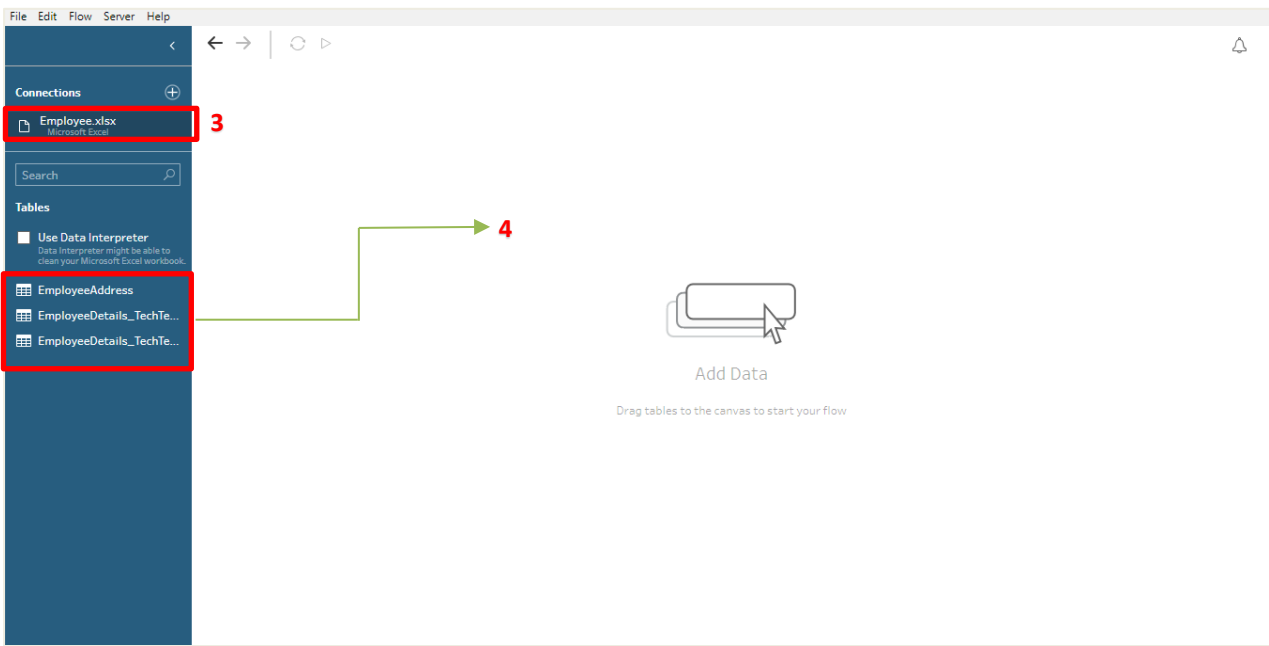 File Edit Flow Server Help
Connections
Employee.xlsx
Microsoft Excel
3
Search
Tables
Use Data Interpreter
Data Interpreter might be able to
clean your Microsoft Excel workbook.
4
EmployeeAddress
EmployeeDetails_TechTe...
EmployeeDetails_TechTe...
Add Data
Drag tables to the canvas to start your flow